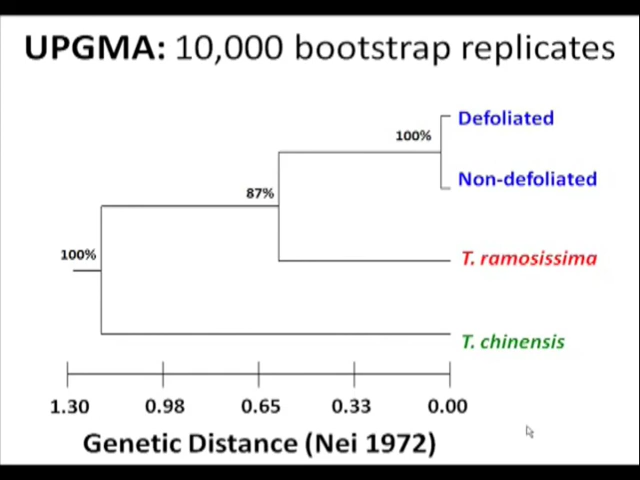 UPGMA: 10,000 bootstrap replicates
Defoliated
100%
Non-defoliated
87%
100%
T. ramosissima
T. chinensis
1.30 0.98 0.65 0.33 0.00
Genetic Distance (Nei 1972)